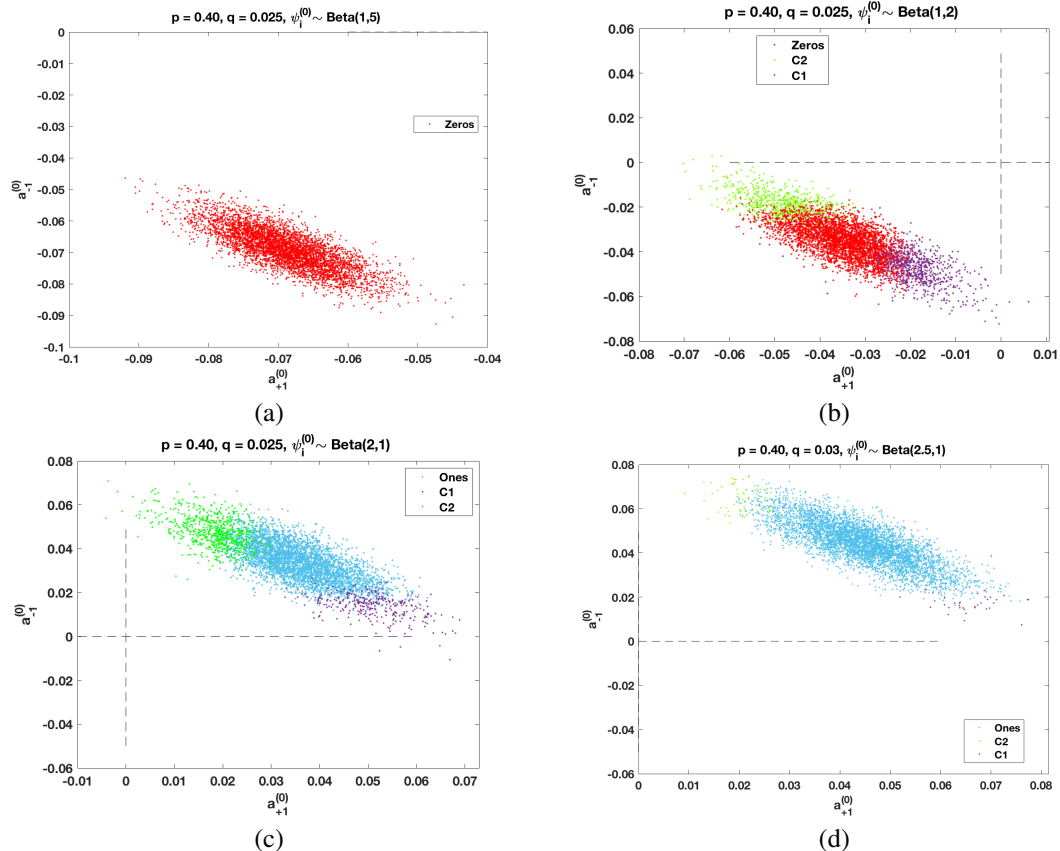 p = 0.40, q = 0.025, ψ_i^(0) ~ Beta(1,5)
0
-0.01
-0.02
-0.03
-0.04
-0.05
-0.06
-0.07
-0.08
-0.09
-0.1
a_-1^(0)
Zeros
-0.1
-0.09
-0.08
-0.07
-0.06
-0.05
-0.04
a_+1^(0)
(a)
p = 0.40, q = 0.025, ψ_i^(0) ~ Beta(1,2)
0.06
0.04
0.02
0
-0.02
-0.04
-0.06
-0.08
a_-1^(0)
Zeros
C2
C1
-0.08
-0.07
-0.06
-0.05
-0.04
-0.03
-0.02
-0.01
0
0.01
a_+1^(0)
(b)
p = 0.40, q = 0.025, ψ_i^(0) ~ Beta(2,1)
0.08
0.06
0.04
0.02
0
-0.02
-0.04
-0.06
a_-1^(0)
Ones
C1
C2
-0.01
0
0.01
0.02
0.03
0.04
0.05
0.06
0.07
a_+1^(0)
(c)
p = 0.40, q = 0.03, ψ_i^(0) ~ Beta(2.5,1)
0.08
0.06
0.04
0.02
0
-0.02
-0.04
-0.06
a_-1^(0)
Ones
C2
C1
0
0.01
0.02
0.03
0.04
0.05
0.06
0.07
0.08
a_+1^(0)
(d)